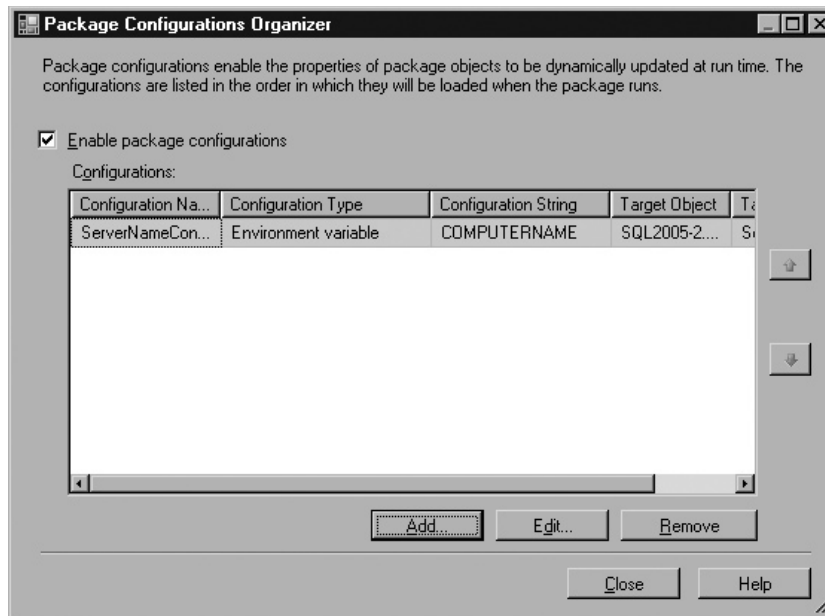 Package Configurations Organizer
Package configurations enable the properties of package objects to be dynamically updated at run time. The
configurations are listed in the order in which they will be loaded when the package runs.
Enable package configurations
Configurations:
Configuration Na... Configuration Type Configuration String Target Object Ta
ServerNameCon... Environment variable COMPUTERNAME SQL2005-2....
Add... Edit... Remove
Close Help